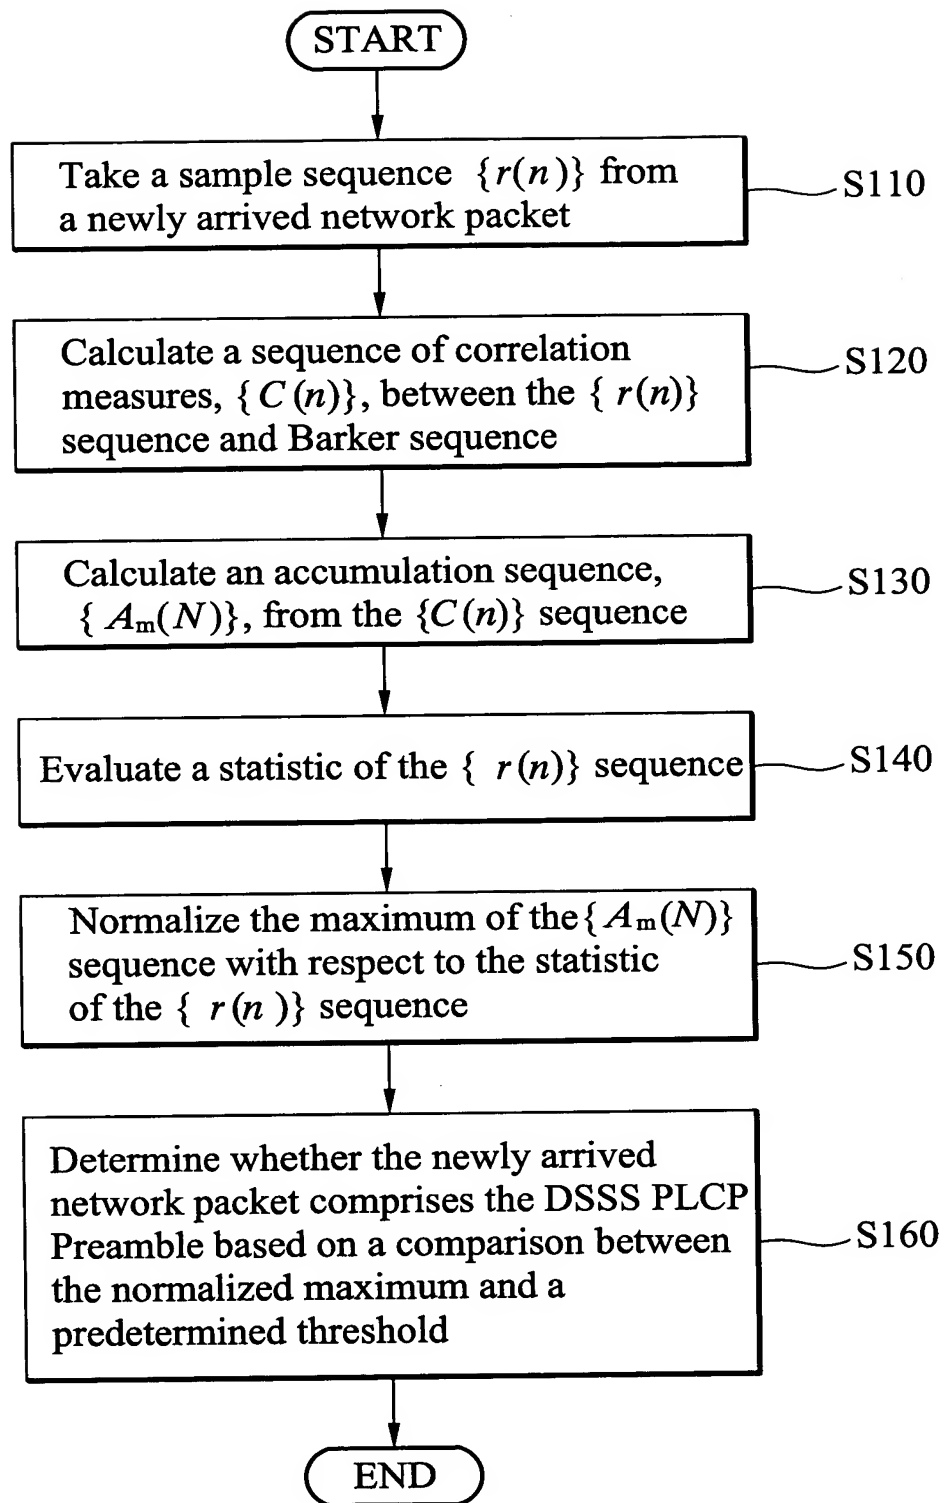 START
Take a sample sequence {r(n)} from
a newly arrived network packet
S110
Calculate a sequence of correlation
measures, {C(n)}, between the { r(n)}
sequence and Barker sequence
S120
Calculate an accumulation sequence,
{ Am(N)}, from the {C(n)} sequence
S130
Evaluate a statistic of the { r(n)} sequence
S140
Normalize the maximum of the{Am(N)}
sequence with respect to the statistic
of the { r(n )} sequence
S150
Determine whether the newly arrived
network packet comprises the DSSS PLCP
Preamble based on a comparison between
the normalized maximum and a
predetermined threshold
S160
END